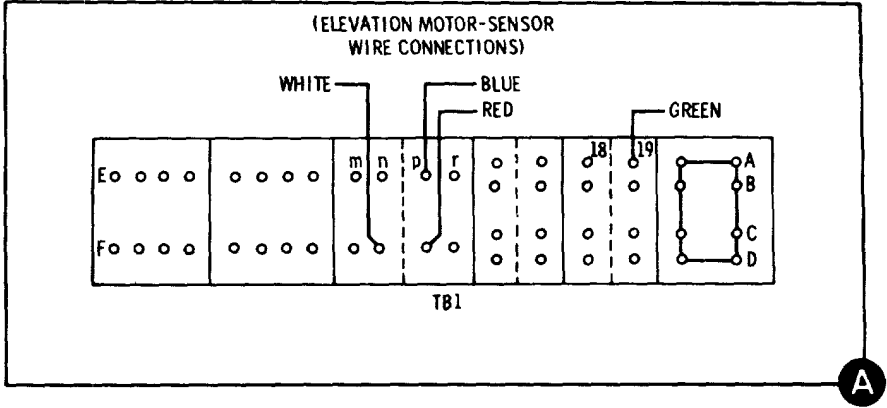 (ELEVATION MOTOR-SENSOR
WIRE CONNECTIONS)
WHITE
BLUE
RED
GREEN
m n p r 18 19 A
E
B
F
C
D
TB1
A